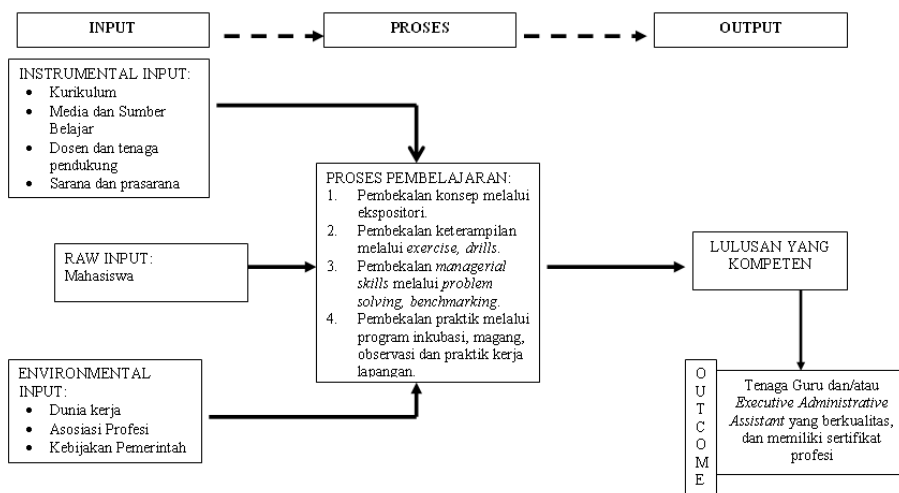 INPUT
PROSES
OUTPUT
INSTRUMENTAL INPUT:
• Kurikulum
• Media dan Sumber
Belajar
• Dosen dan tenaga
pendukung
• Sarana dan prasarana
RAW INPUT:
Mahasiswa
ENVIRONMENTAL
INPUT:
• Dunia kerja
• Asosiasi Profesi
• Kebijakan Pemerintah
PROSES PEMBELAJARAN:
1. Pembekalan konsep melalui
ekspositori.
2. Pembekalan keterampilan
melalui exercise, drills.
3. Pembekalan managerial
skills melalui problem
solving, benchmarking.
4. Pembekalan praktik melalui
program inkubasi, magang,
observasi dan praktik kerja
lapangan.
LULUSAN YANG
KOMPETEN
O
U
T
C
O
M
E
Tenaga Guru dan/atau
Executive Administrative
Assistant yang berkualitas,
dan memiliki sertifikat
profesi